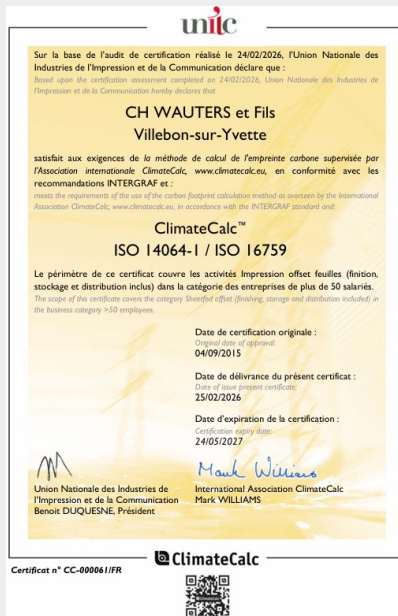 unilc
Sur la base de l'audit de certification réalisé le 24/02/2026, l'Union Nationale des
Industries de l'Impression et de la Communication déclare que :
Based upon the certification assessment completed on 24/02/2026, Union Nationale des Industries de
l'Impression et de la Communication hereby declares that
CH WAUTERS et Fils
Villebon-sur-Yvette
satisfait aux exigences de la méthode de calcul de l'empreinte carbone supervisée par
l'Association internationale ClimateCalc, www.climatecalc.eu, en conformité avec les
recommandations INTERGRAF et :
meets the requirements of the use of the carbon footprint calculation method as overseen by the International
Association ClimateCalc, www.climatecalc.eu, in accordance with the INTERGRAF standard and:
ClimateCalc™
ISO 14064-1 / ISO 16759
Le périmètre de ce certificat couvre les activités Impression offset feuilles (finition,
stockage et distribution inclus) dans la catégorie des entreprises de plus de 50 salariés.
The scope of this certificate covers the category Sheetfed offset (finishing, storage and distribution included) in
the business category >50 employees.
Date de certification originale :
Original date of approval:
04/09/2015
Date de délivrance du présent certificat :
Date of issue present certificate:
25/02/2026
Date d'expiration de la certification :
Certification expiry date:
24/05/2027
Mark Williams
Union Nationale des Industries de
l'Impression et de la Communication
Benoit DUQUESNE, Président
International Association ClimateCalc
Mark WILLIAMS
ClimateCalc
Certificat n° CC-000061/FR